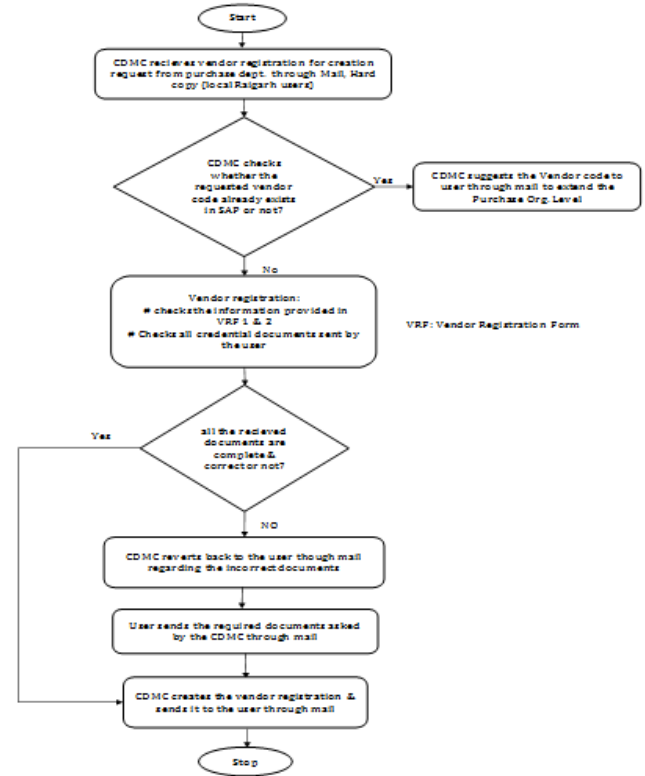 Start
CDMC recieves vendor registration for creation
request from purchase dept. through Mail, Hard
copy (local Raigarh users)
CDMC checks
whether the
requested vendor
code already exists
in SAP or not?
Yes
CDMC suggests the Vendor code to
user through mail to extend the
Purchase Org. Level
No
Vendor registration:
# checks the information provided in
VRF 1 & 2
# Checks all credential documents sent by
the user
VRF: Vendor Registration Form
all the recieved
documents are
complete &
correct or not?
Yes
NO
CDMC reverts back to the user though mail
regarding the incorrect documents
User sends the required documents asked
by the CDMC through mail
CDMC creates the vendor registration &
sends it to the user through mail
Stop